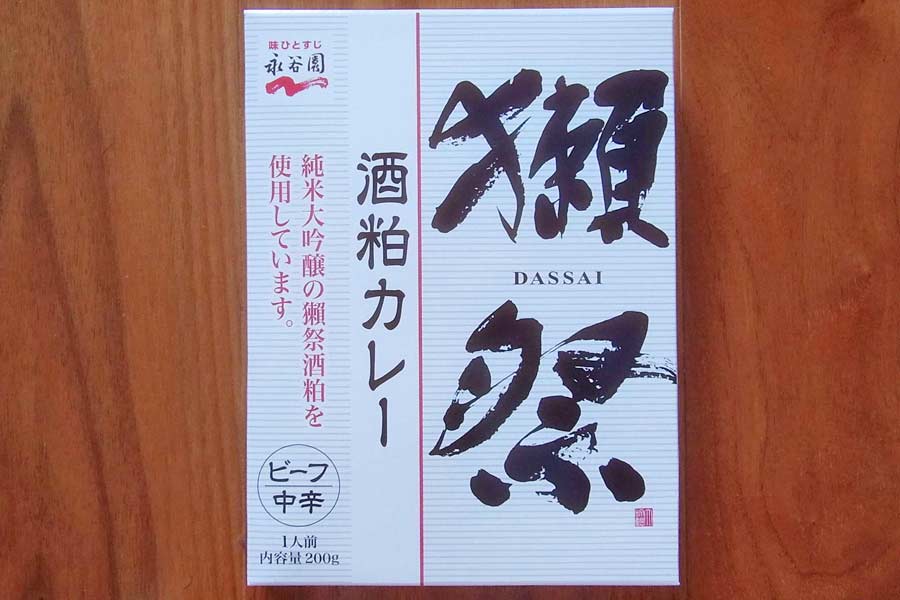 獺祭
DASSAI
酒粕カレー
味ひとすじ
永谷園
純米大吟醸の獺祭酒粕を
使用しています。
ビーフ
中辛
1人前
内容量200g